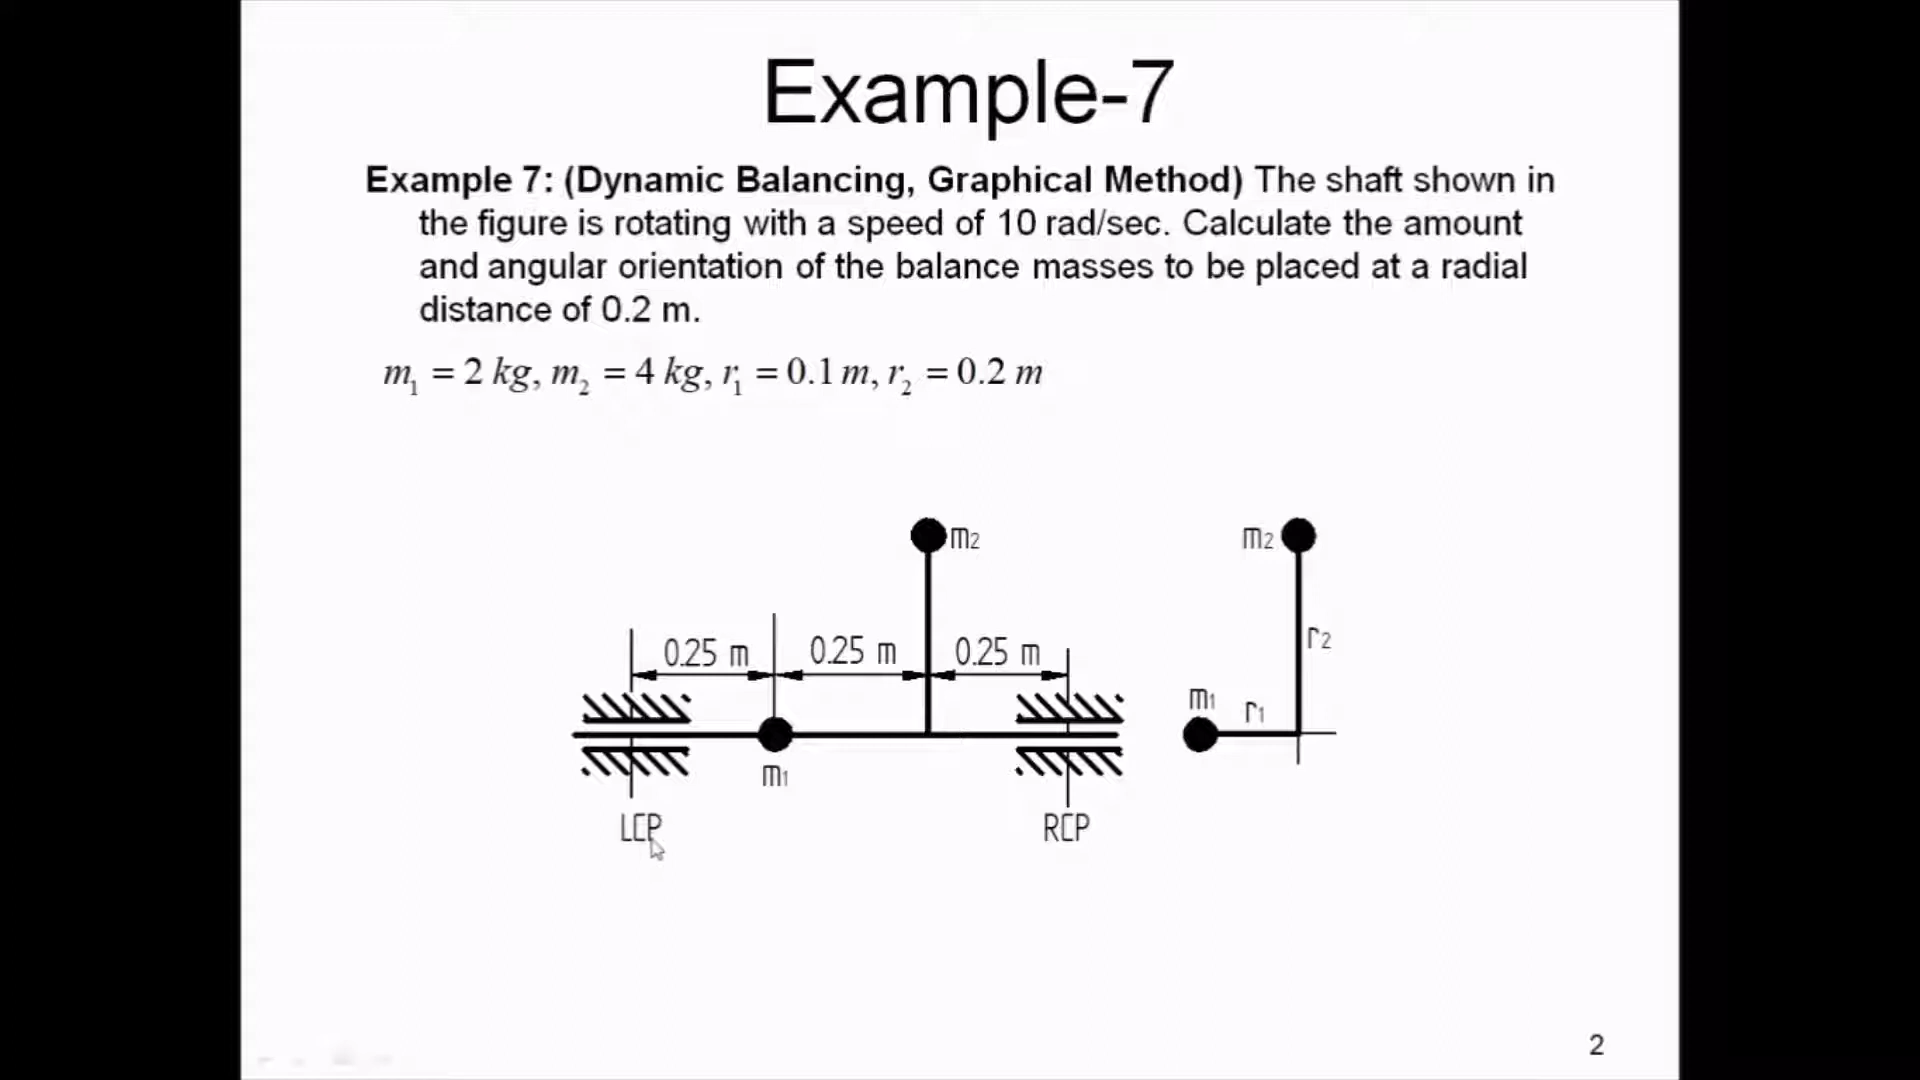 Example-7
Example 7: (Dynamic Balancing, Graphical Method) The shaft shown in
the figure is rotating with a speed of 10 rad/sec. Calculate the amount
and angular orientation of the balance masses to be placed at a radial
distance of 0.2 m.
m₁ = 2 kg, m₂ = 4 kg, r₁ = 0.1 m, r₂ = 0.2 m
m₂
m₂
0.25 m
0.25 m
0.25 m
r₂
m₁
r₁
m₁
LCP
RCP
2